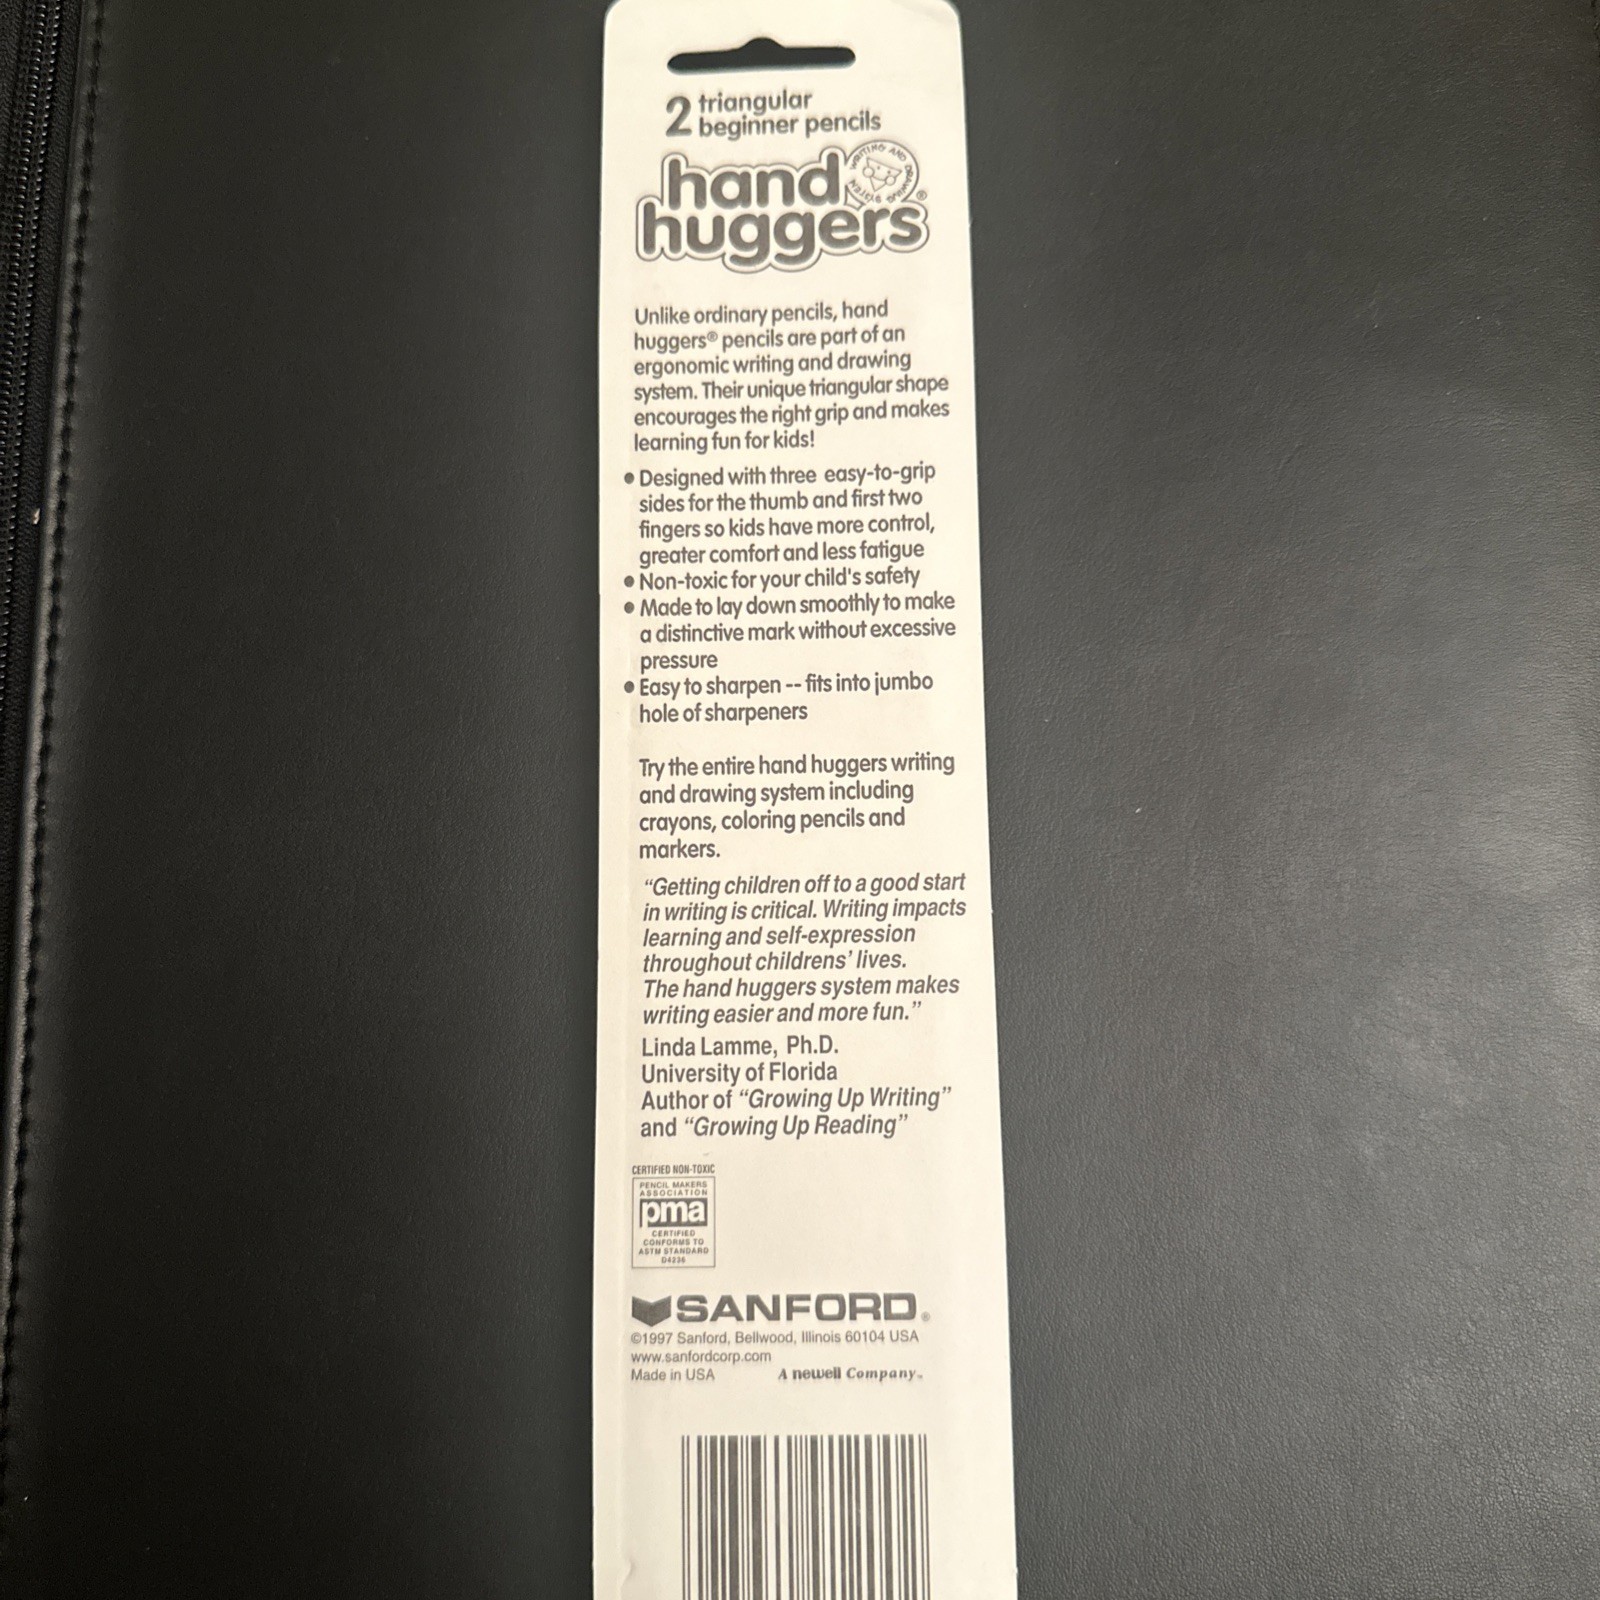 2 triangular
beginner pencils
WRITING AND DRAWING SYSTEM
hand
huggers®
Unlike ordinary pencils, hand
huggers® pencils are part of an
ergonomic writing and drawing
system. Their unique triangular shape
encourages the right grip and makes
learning fun for kids!
• Designed with three easy-to-grip
sides for the thumb and first two
fingers so kids have more control,
greater comfort and less fatigue
• Non-toxic for your child's safety
• Made to lay down smoothly to make
a distinctive mark without excessive
pressure
• Easy to sharpen -- fits into jumbo
hole of sharpeners
Try the entire hand huggers writing
and drawing system including
crayons, coloring pencils and
markers.
“Getting children off to a good start
in writing is critical. Writing impacts
learning and self-expression
throughout childrens’ lives.
The hand huggers system makes
writing easier and more fun.”
Linda Lamme, Ph.D.
University of Florida
Author of “Growing Up Writing”
and “Growing Up Reading”
CERTIFIED NON-TOXIC
PENCIL MAKERS
ASSOCIATION
pma
CERTIFIED
CONFORMS TO
ASTM STANDARD
D4236
SANFORD®
©1997 Sanford, Bellwood, Illinois 60104 USA
www.sanfordcorp.com
Made in USA A newell Company™